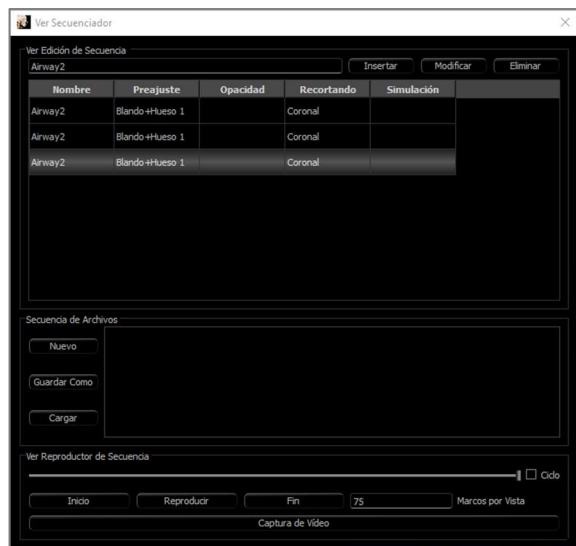 Ver Secuenciador
Ver Edición de Secuencia
Airway2 Insertar Modificar Eliminar
Nombre Preajuste Opacidad Recortando Simulación
Airway2 Blando+Hueso 1 Coronal
Airway2 Blando+Hueso 1 Coronal
Airway2 Blando+Hueso 1 Coronal
Secuencia de Archivos
Nuevo
Guardar Como
Cargar
Ver Reproductor de Secuencia
Ciclo
Inicio Reproducir Fin 75 Marcos por Vista
Captura de Vídeo